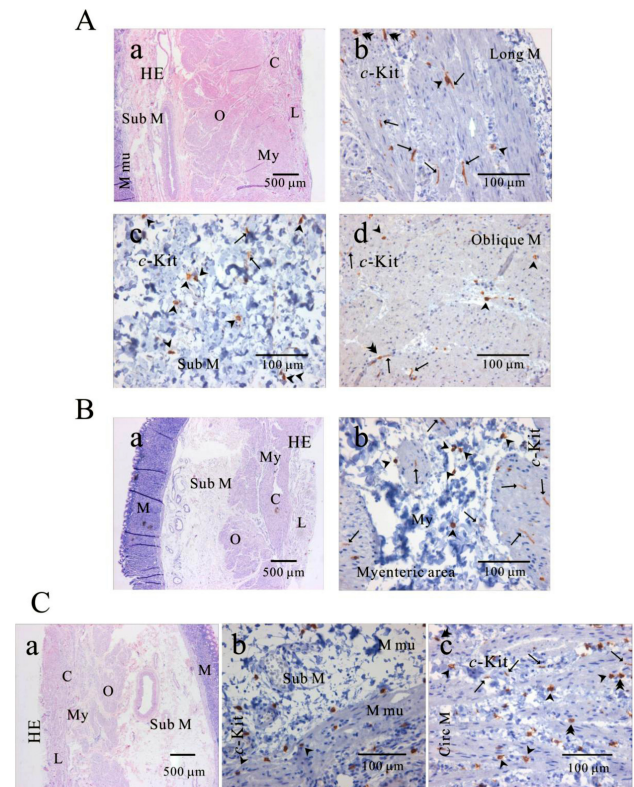 A
a
HE
C
Sub M
O
L
My
M mu
500 µm
b
Long M
c-Kit
100 µm
c
c-Kit
100 µm
Sub M
d
Oblique M
c-Kit
100 µm
B
a
HE
My
Sub M
M
C
L
O
500 µm
b
c-Kit
My
Myenteric area
100 µm
C
a
M
C
O
My
Sub M
HE
L
500 µm
b
M mu
Sub M
M mu
c-Kit
100 µm
c
c-Kit
Circ M
100 µm